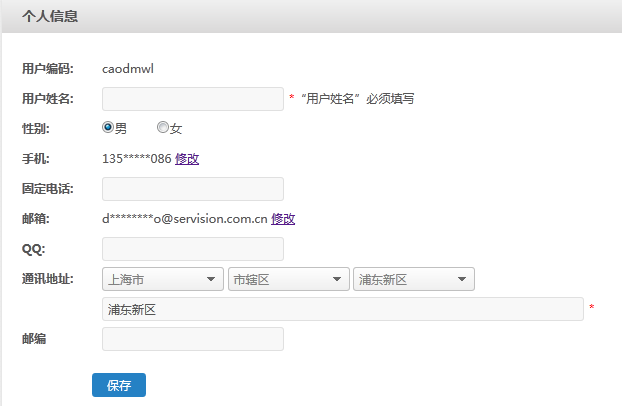 个人信息
用户编码: caodmwl
用户姓名: * “用户姓名”必须填写
性别: 男 女
手机: 135*****086 修改
固定电话:
邮箱: d********o@servision.com.cn 修改
QQ:
通讯地址: 上海市 市辖区 浦东新区
浦东新区 *
邮编
保存